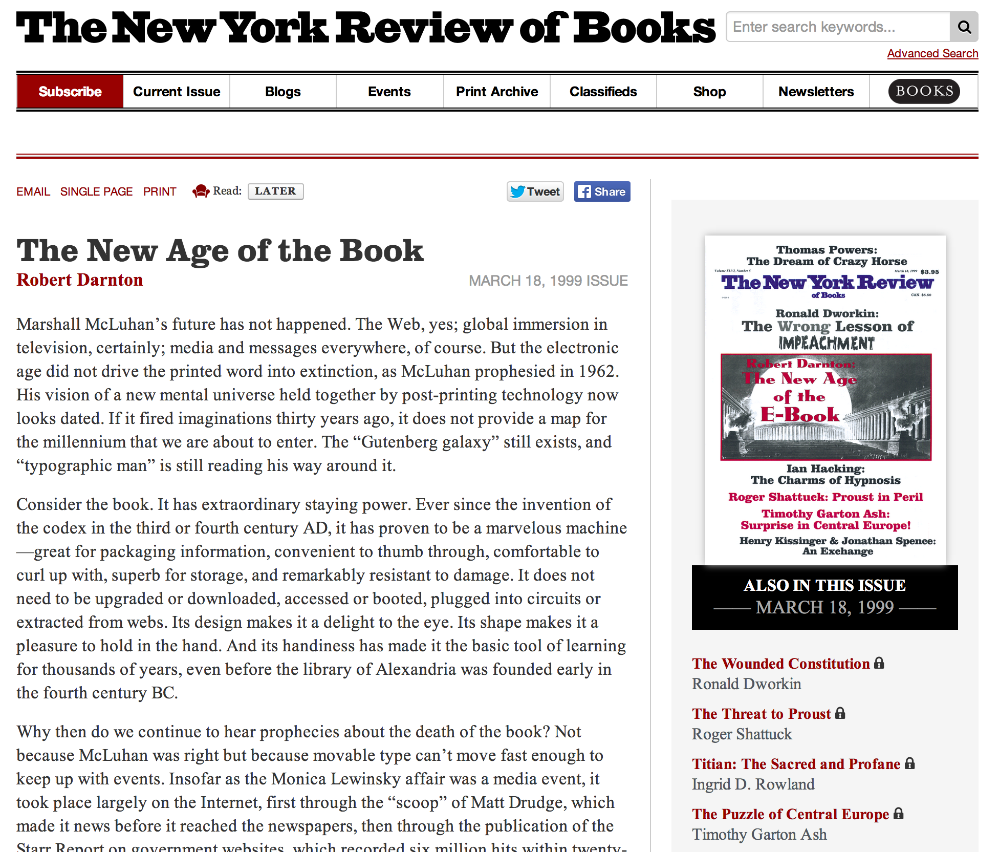 The New York Review of Books
Enter search keywords...
Advanced Search
Subscribe
Current Issue
Blogs
Events
Print Archive
Classifieds
Shop
Newsletters
BOOKS
EMAIL SINGLE PAGE PRINT Read: LATER
Tweet
Share
The New Age of the Book
Robert Darnton
MARCH 18, 1999 ISSUE
Marshall McLuhan’s future has not happened. The Web, yes; global immersion in
television, certainly; media and messages everywhere, of course. But the electronic
age did not drive the printed word into extinction, as McLuhan prophesied in 1962.
His vision of a new mental universe held together by post-printing technology now
looks dated. If it fired imaginations thirty years ago, it does not provide a map for
the millennium that we are about to enter. The “Gutenberg galaxy” still exists, and
“typographic man” is still reading his way around it.
Consider the book. It has extraordinary staying power. Ever since the invention of
the codex in the third or fourth century AD, it has proven to be a marvelous machine
—great for packaging information, convenient to thumb through, comfortable to
curl up with, superb for storage, and remarkably resistant to damage. It does not
need to be upgraded or downloaded, accessed or booted, plugged into circuits or
extracted from webs. Its design makes it a delight to the eye. Its shape makes it a
pleasure to hold in the hand. And its handiness has made it the basic tool of learning
for thousands of years, even before the library of Alexandria was founded early in
the fourth century BC.
Why then do we continue to hear prophecies about the death of the book? Not
because McLuhan was right but because movable type can’t move fast enough to
keep up with events. Insofar as the Monica Lewinsky affair was a media event, it
took place largely on the Internet, first through the “scoop” of Matt Drudge, which
made it news before it reached the newspapers, then through the publication of the
Starr Report on government websites, which recorded six million hits within twenty-
Thomas Powers:
The Dream of Crazy Horse
Volume XLVI, Number 5
March 18, 1999 $3.95
The New York Review
of Books
CAN. $5.50
Ronald Dworkin:
The Wrong Lesson of
IMPEACHMENT
Robert Darnton:
The New Age
of the
E-Book
Ian Hacking:
The Charms of Hypnosis
Roger Shattuck: Proust in Peril
Timothy Garton Ash:
Surprise in Central Europe!
Henry Kissinger & Jonathan Spence:
An Exchange
ALSO IN THIS ISSUE
MARCH 18, 1999
The Wounded Constitution
Ronald Dworkin
The Threat to Proust
Roger Shattuck
Titian: The Sacred and Profane
Ingrid D. Rowland
The Puzzle of Central Europe
Timothy Garton Ash